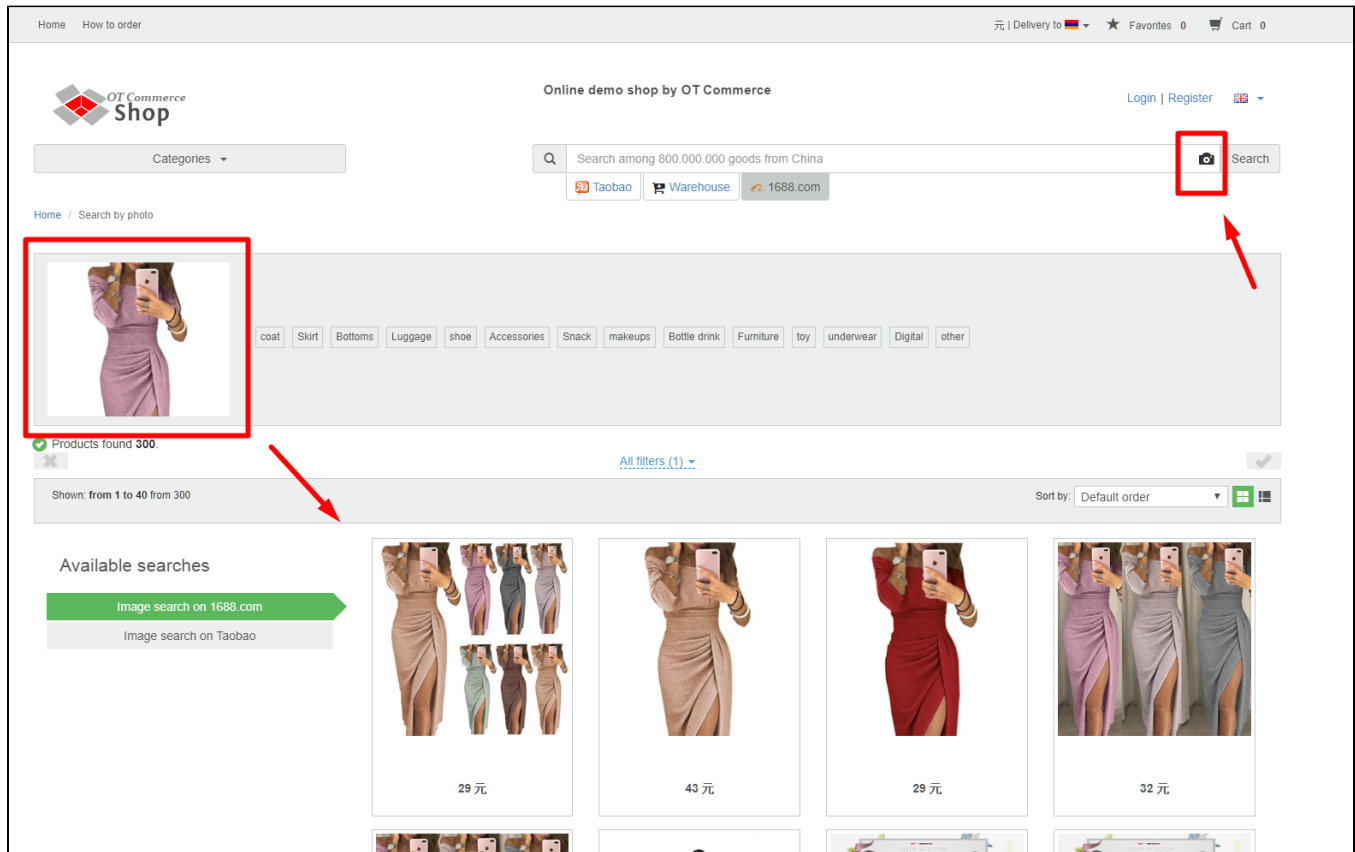 Home How to order 元 | Delivery to Favorites 0 Cart 0
OT Commerce
Shop
Online demo shop by OT Commerce
Login | Register
Categories
Search among 800.000.000 goods from China
Search
Taobao Warehouse 1688.com
Home / Search by photo
coat Skirt Bottoms Luggage shoe Accessories Snack makeups Bottle drink Furniture toy underwear Digital other
Products found 300.
All filters (1)
Shown: from 1 to 40 from 300
Sort by: Default order
Available searches
Image search on 1688.com
Image search on Taobao
29 元
43 元
29 元
32 元